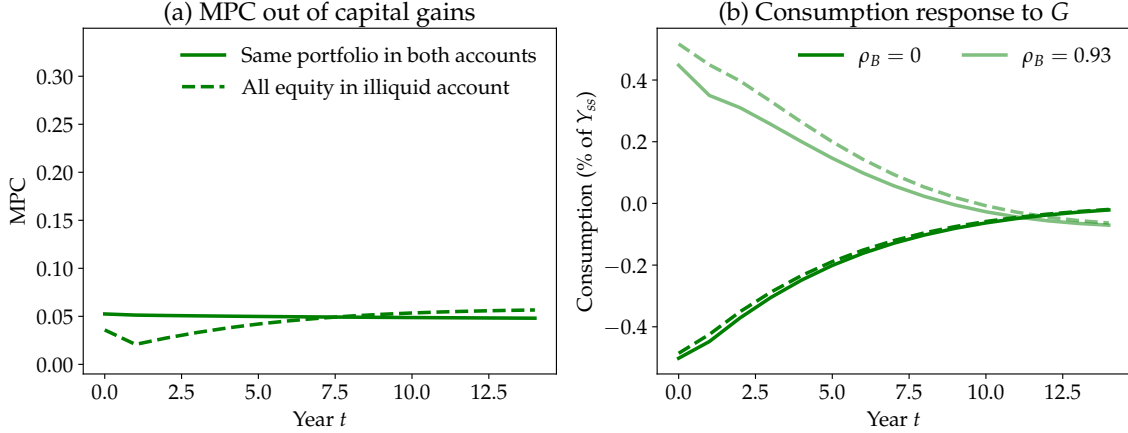 (a) MPC out of capital gains
Same portfolio in both accounts
All equity in illiquid account
MPC
0.30
0.25
0.20
0.15
0.10
0.05
0.00
0.0 2.5 5.0 7.5 10.0 12.5
Year t
(b) Consumption response to G
ρ_B = 0 ρ_B = 0.93
Consumption (% of Y_ss)
0.4
0.2
0.0
−0.2
−0.4
0.0 2.5 5.0 7.5 10.0 12.5
Year t